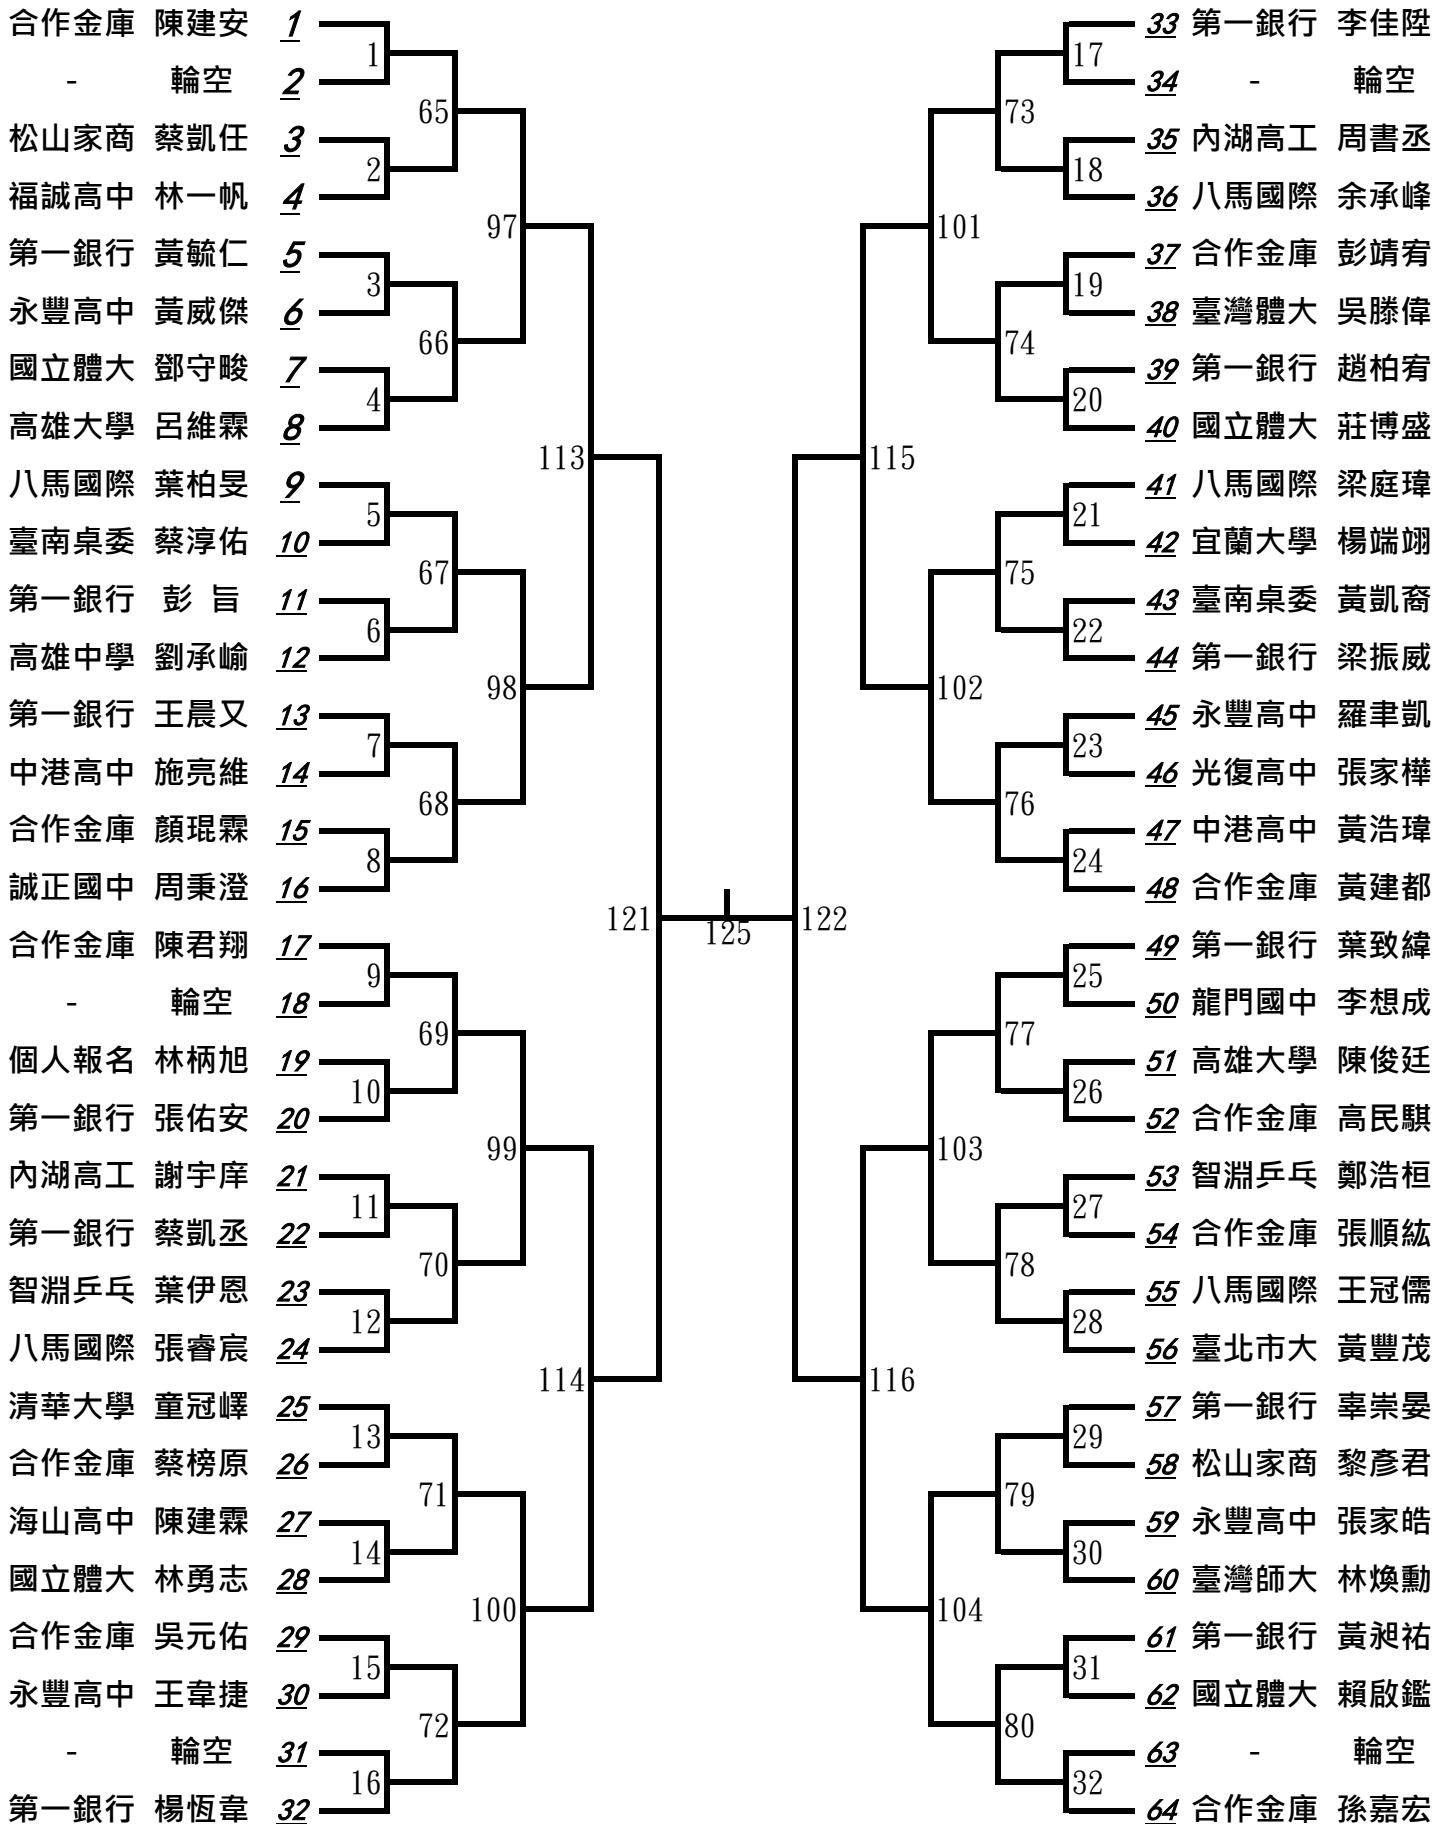 合作金庫 陳建安 1
- 輪空 2
松山家商 蔡凱任 3
福誠高中 林一帆 4
第一銀行 黃毓仁 5
永豐高中 黃威傑 6
國立體大 鄧守畯 7
高雄大學 呂維霖 8
八馬國際 葉柏旻 9
臺南桌委 蔡淳佑 10
第一銀行 彭 旨 11
高雄中學 劉承崳 12
第一銀行 王晨又 13
中港高中 施亮維 14
合作金庫 顏琨霖 15
誠正國中 周秉澄 16
合作金庫 陳君翔 17
- 輪空 18
個人報名 林柄旭 19
第一銀行 張佑安 20
內湖高工 謝宇庠 21
第一銀行 蔡凱丞 22
智淵乒乓 葉伊恩 23
八馬國際 張睿宸 24
清華大學 童冠嶧 25
合作金庫 蔡榜原 26
海山高中 陳建霖 27
國立體大 林勇志 28
合作金庫 吳元佑 29
永豐高中 王韋捷 30
- 輪空 31
第一銀行 楊恆韋 32
1
2
3
4
5
6
7
8
9
10
11
12
13
14
15
16
65
66
67
68
69
70
71
72
97
98
99
100
113
114
121
125
122
115
116
101
102
103
104
73
74
75
76
77
78
79
80
17
18
19
20
21
22
23
24
25
26
27
28
29
30
31
32
33 第一銀行 李佳陞
34 - 輪空
35 內湖高工 周書丞
36 八馬國際 余承峰
37 合作金庫 彭靖宥
38 臺灣體大 吳滕偉
39 第一銀行 趙柏宥
40 國立體大 莊博盛
41 八馬國際 梁庭瑋
42 宜蘭大學 楊端翊
43 臺南桌委 黃凱裔
44 第一銀行 梁振威
45 永豐高中 羅聿凱
46 光復高中 張家樺
47 中港高中 黃浩瑋
48 合作金庫 黃建都
49 第一銀行 葉致緯
50 龍門國中 李想成
51 高雄大學 陳俊廷
52 合作金庫 高民騏
53 智淵乒乓 鄭浩桓
54 合作金庫 張順紘
55 八馬國際 王冠儒
56 臺北市大 黃豐茂
57 第一銀行 辜崇晏
58 松山家商 黎彥君
59 永豐高中 張家皓
60 臺灣師大 林煥勳
61 第一銀行 黃昶祐
62 國立體大 賴啟鑑
63 - 輪空
64 合作金庫 孫嘉宏